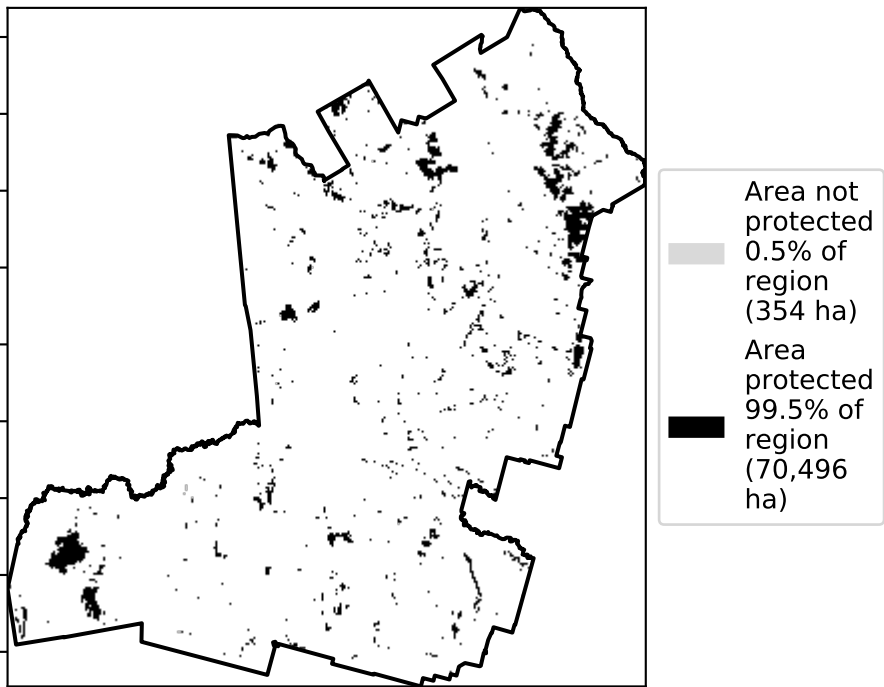 Area not
protected
0.5% of
region
(354 ha)
Area
protected
99.5% of
region
(70,496
ha)